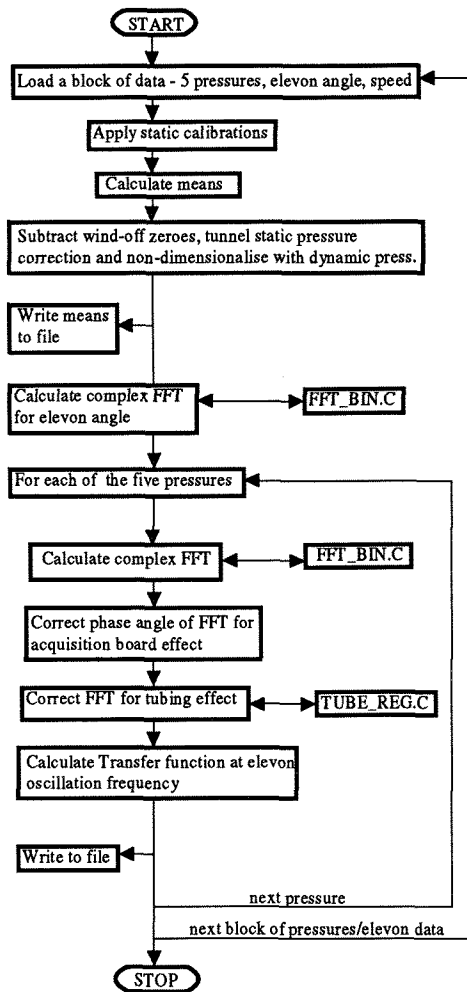 START
Load a block of data - 5 pressures, elevon angle, speed
Apply static calibrations
Calculate means
Subtract wind-off zeroes, tunnel static pressure
correction and non-dimensionalise with dynamic press.
Write means
to file
Calculate complex FFT
for elevon angle
FFT_BIN.C
For each of the five pressures
Calculate complex FFT
FFT_BIN.C
Correct phase angle of FFT for
acquisition board effect
Correct FFT for tubing effect
TUBE_REG.C
Calculate Transfer function at elevon
oscillation frequency
Write to file
next pressure
next block of pressures/elevon data
STOP